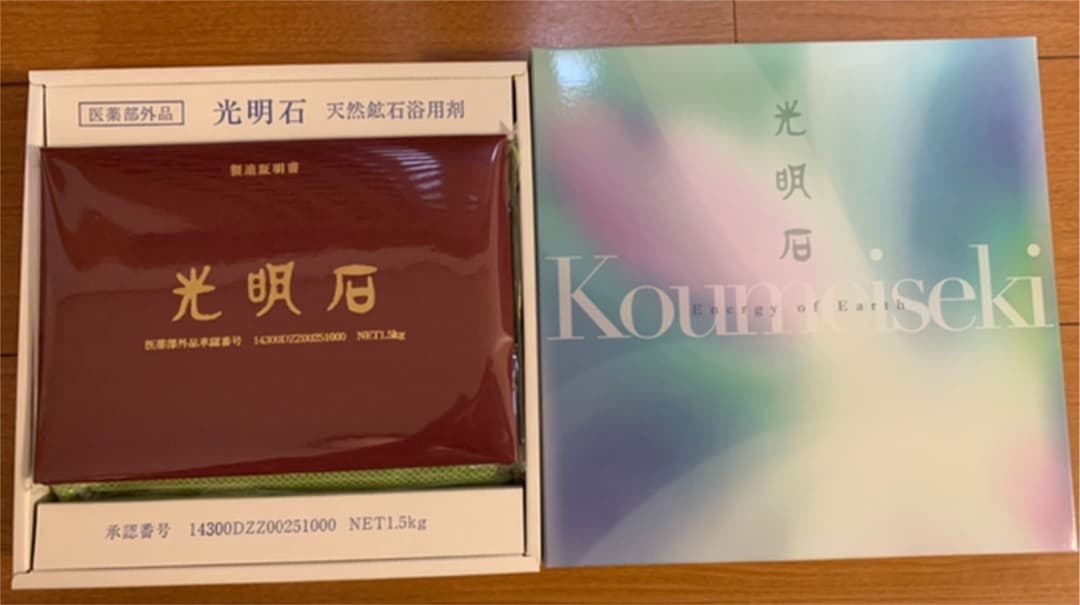 医薬部外品 光明石 天然鉱石浴用剤
製造証明書
光明石
医薬部外品承認番号 14300DZZ00251000 NET1.5kg
承認番号 14300DZZ00251000 NET1.5kg
光明石
Koumeiseki
Energy of Earth